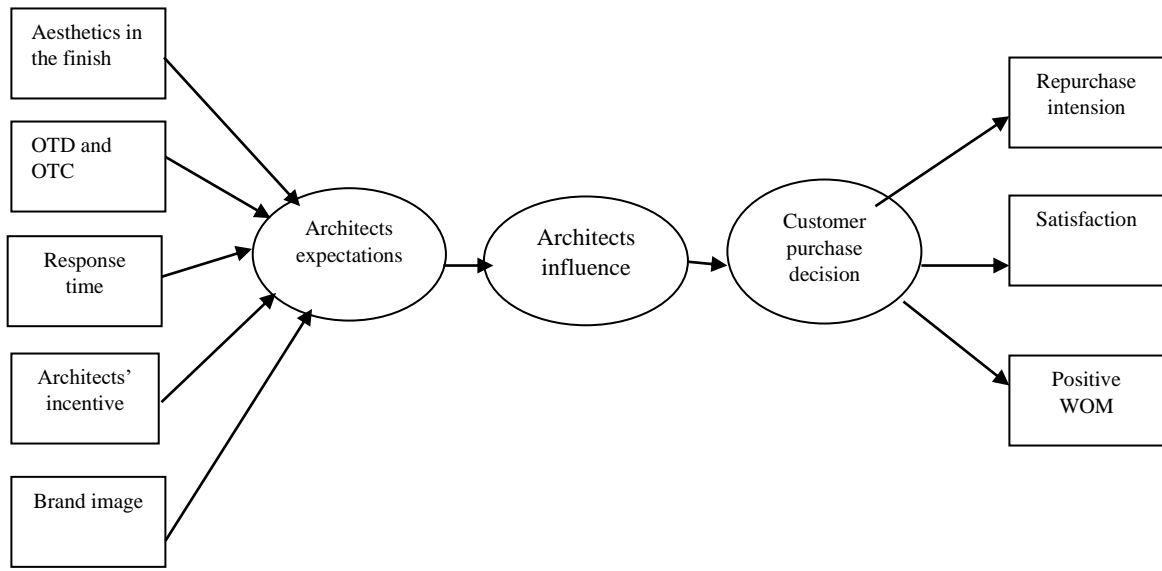 Aesthetics in
the finish
OTD and
OTC
Response
time
Architects’
incentive
Brand image
Architects
expectations
Architects
influence
Customer
purchase
decision
Repurchase
intension
Satisfaction
Positive
WOM